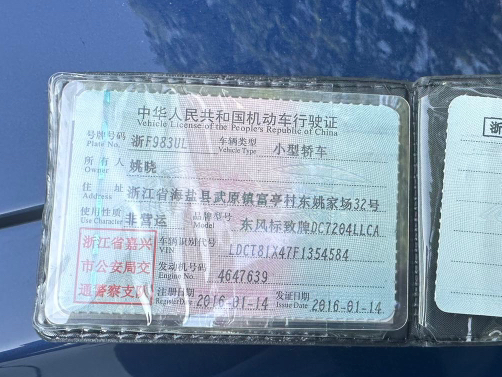 中华人民共和国机动车行驶证
Vehicle License of the People's Republic of China
号牌号码 浙F983UL 车辆类型 小型轿车
Plate No. Vehicle Type
所有人 姚晓
Owner
住址 浙江省海盐县武原镇富亭村东姚家场32号
Address
使用性质 非营运 品牌型号 东风标致牌DC7204LLCA
Use Character Model
浙江省嘉兴
市公安局交
通警察支队
车辆识别代号 LDCT81X47F1354584
VIN
发动机号码 4647639
Engine No.
注册日期 2016-01-14 发证日期 2016-01-14
Register Date Issue Date
浙